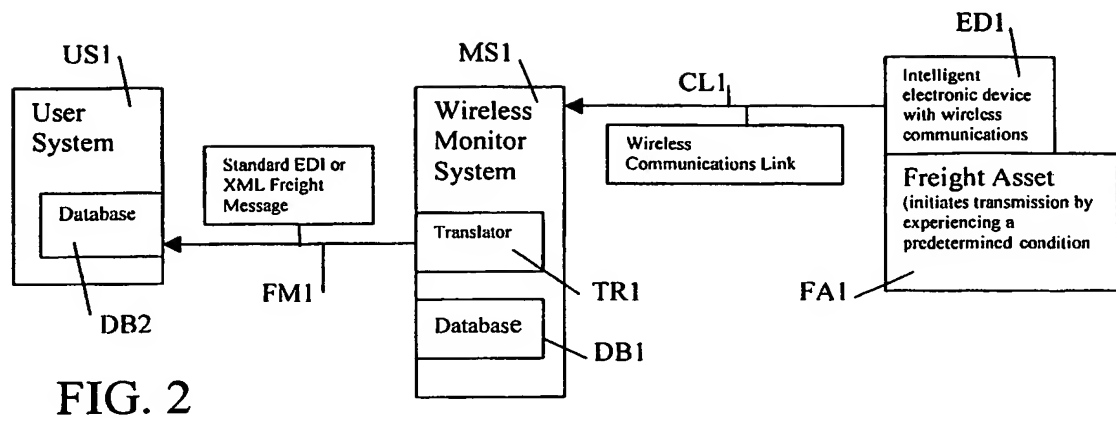 US1
User
System
Database
DB2
Standard EDI or
XML Freight
Message
FM1
MS1
Wireless
Monitor
System
Translator
TR1
Database
DB1
CL1
Wireless
Communications Link
ED1
Intelligent
electronic device
with wireless
communications
Freight Asset
(initiates transmission by
experiencing a
predetermined condition
FA1
FIG. 2